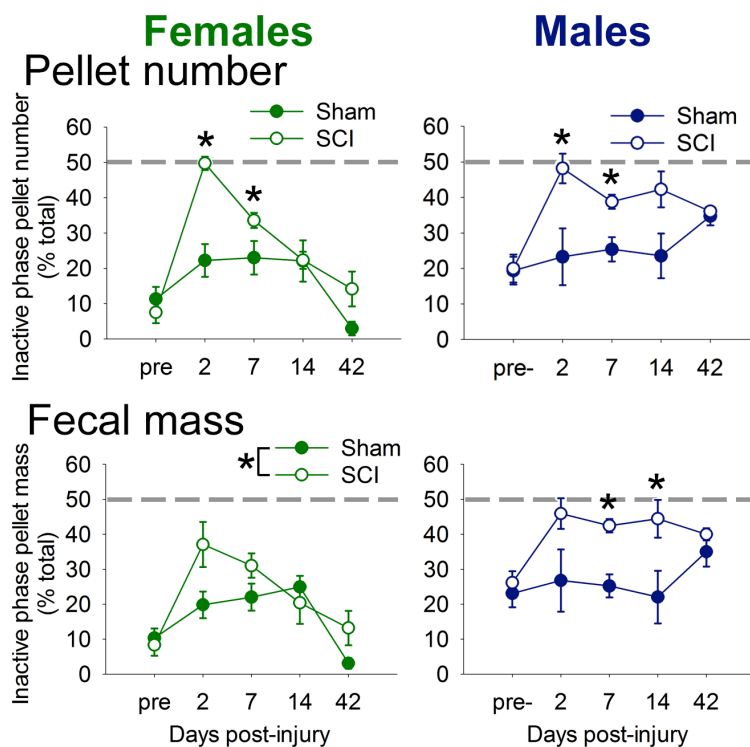 Females
Males
Pellet number
Inactive phase pellet number
(% total)
Sham
SCI
60
50
40
30
20
10
0
*
*
pre 2 7 14 42
Sham
SCI
60
50
40
30
20
10
0
*
*
pre- 2 7 14 42
Fecal mass
Inactive phase pellet mass
(% total)
* Sham
SCI
60
50
40
30
20
10
0
pre 2 7 14 42
Days post-injury
60
50
40
30
20
10
0
*
*
pre- 2 7 14 42
Days post-injury